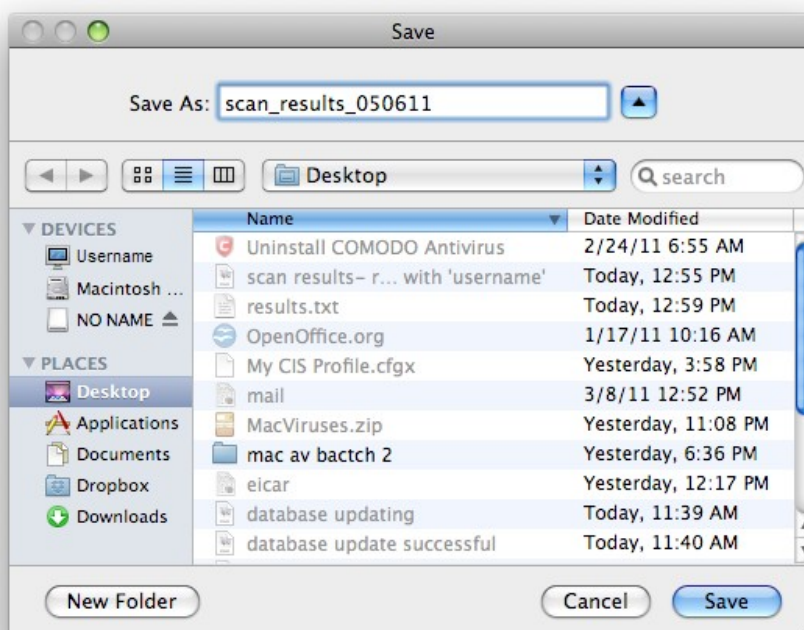 Save
Save As: scan_results_050611
Desktop search
Name Date Modified
DEVICES
Username
Macintosh ...
NO NAME
PLACES
Desktop
Applications
Documents
Dropbox
Downloads
Uninstall COMODO Antivirus 2/24/11 6:55 AM
scan results- r... with 'username' Today, 12:55 PM
results.txt Today, 12:59 PM
OpenOffice.org 1/17/11 10:16 AM
My CIS Profile.cfgx Yesterday, 3:58 PM
mail 3/8/11 12:52 PM
MacViruses.zip Yesterday, 11:08 PM
mac av bactch 2 Yesterday, 6:36 PM
eicar Yesterday, 12:17 PM
database updating Today, 11:39 AM
database update successful Today, 11:40 AM
New Folder Cancel Save